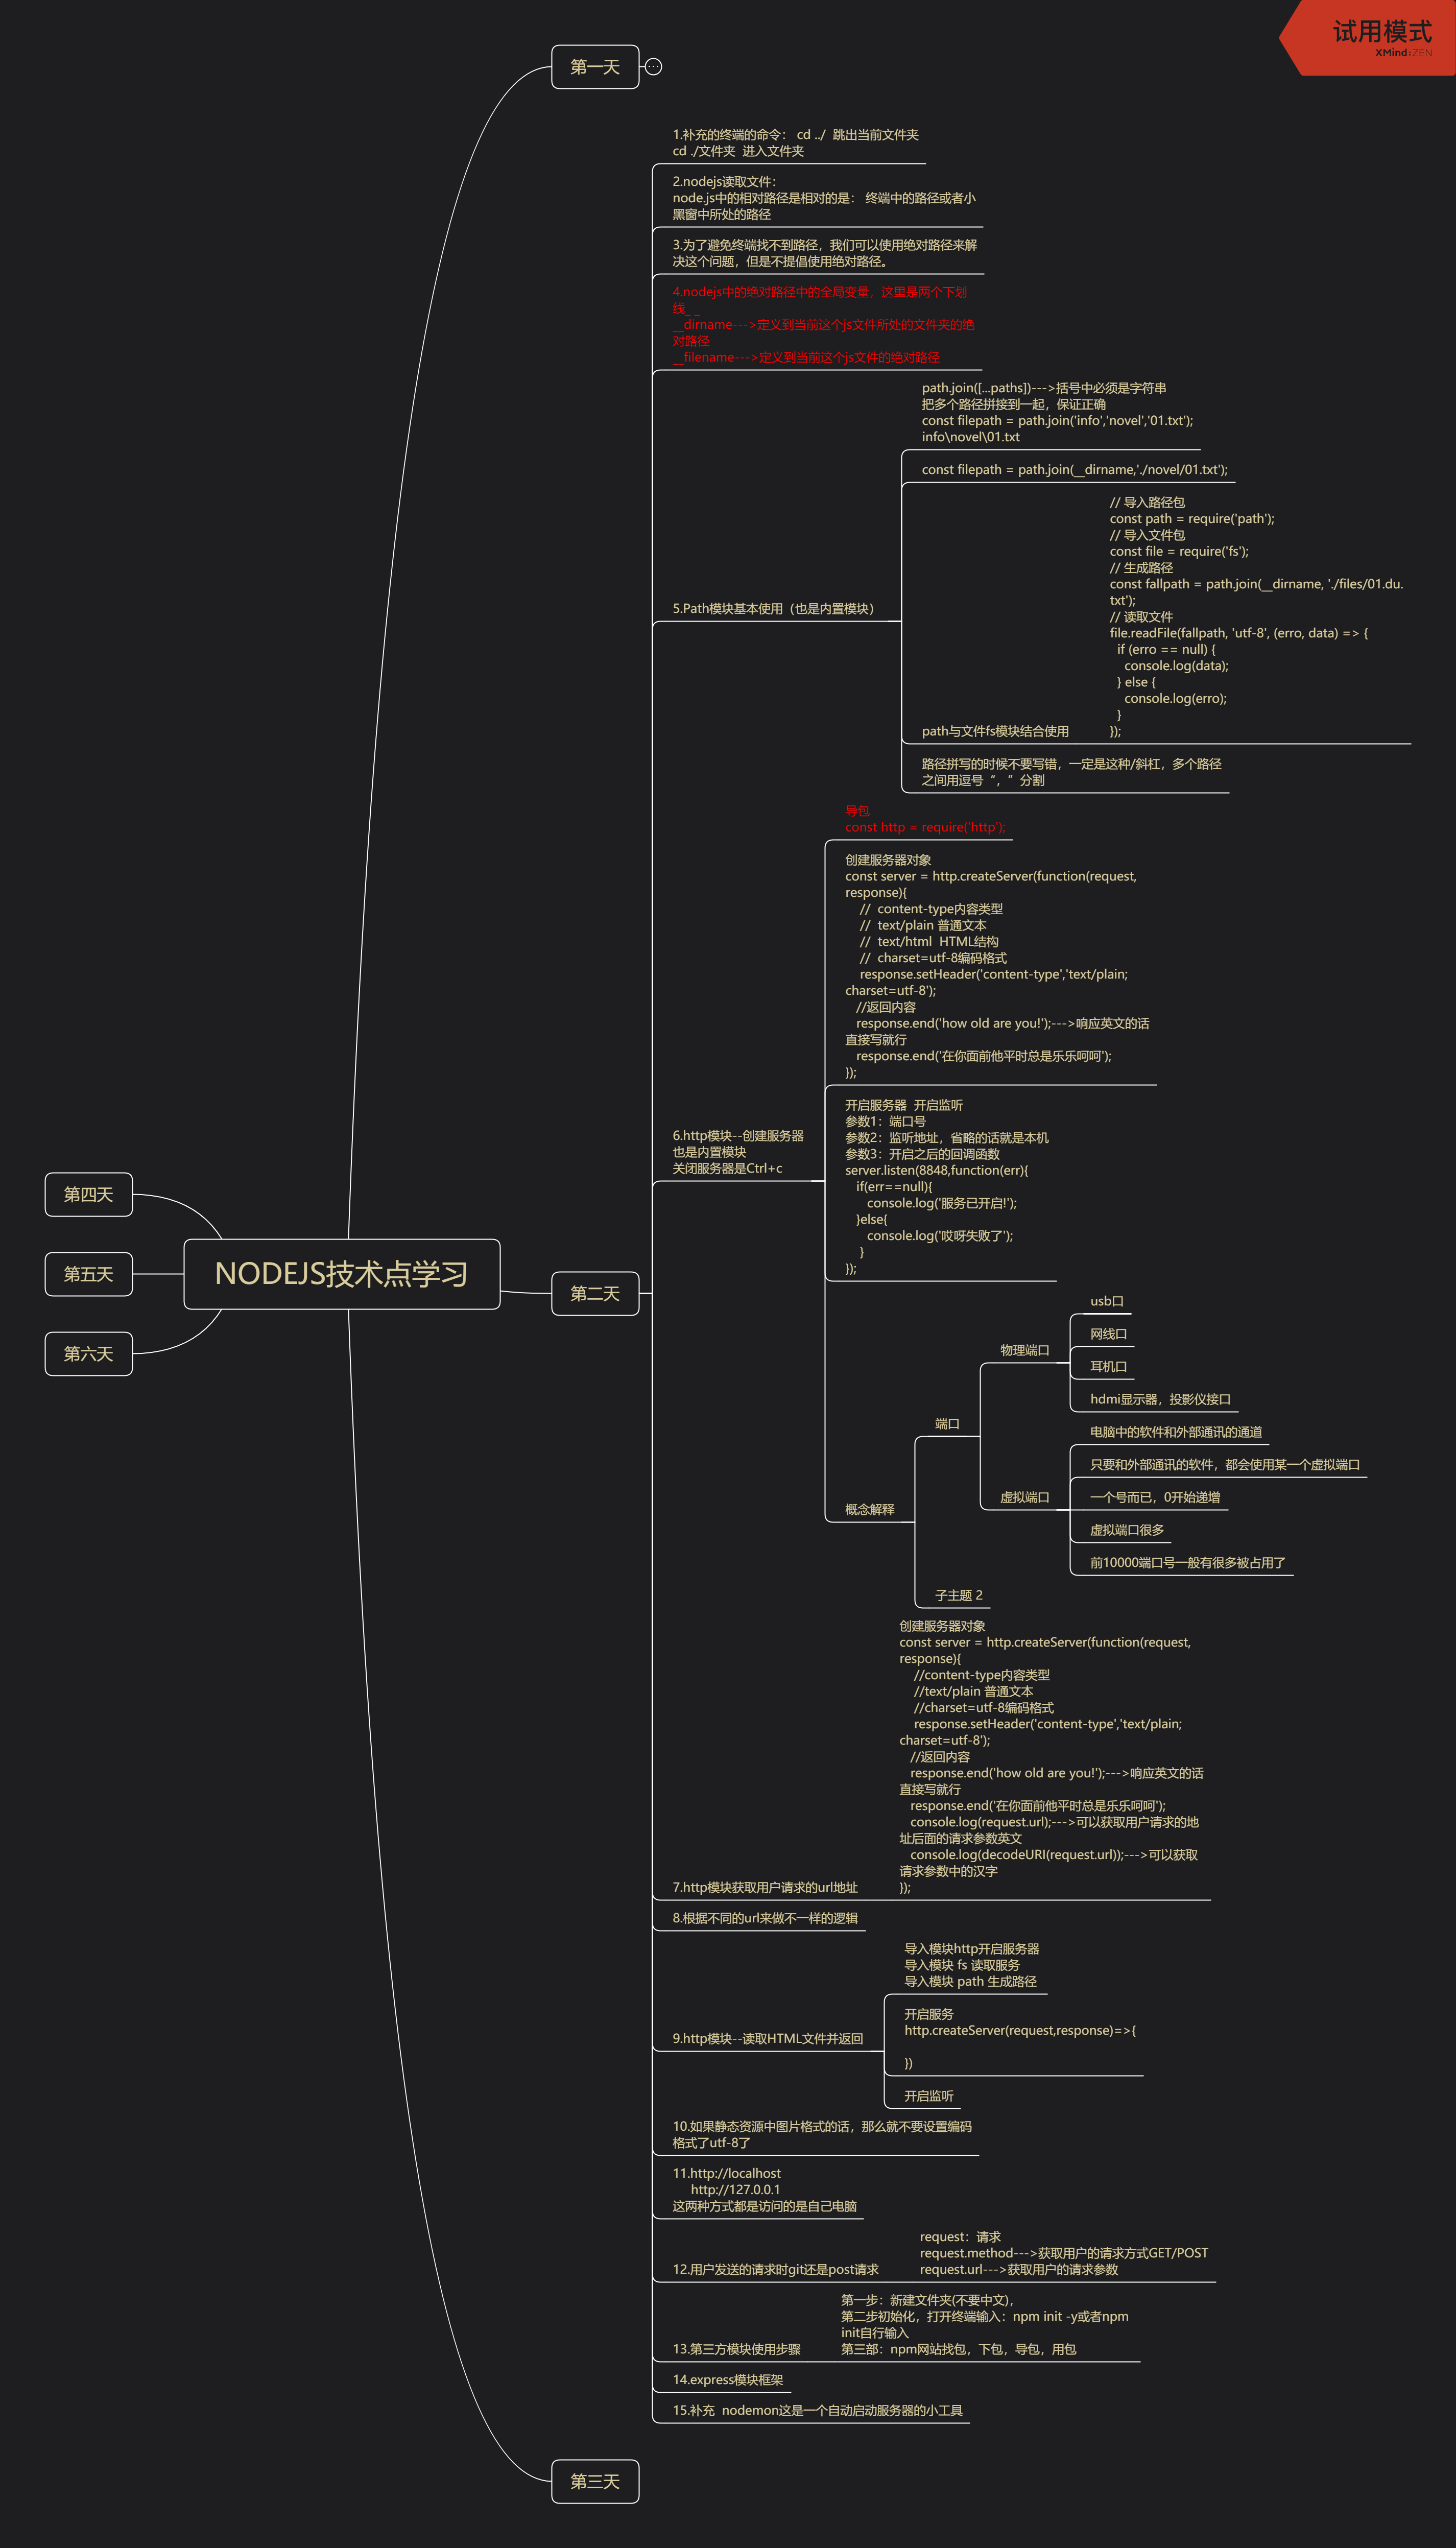 试用模式
XMind:ZEN
第一天
1.补充的终端的命令： cd ../  跳出当前文件夹
cd ./文件夹  进入文件夹
2.nodejs读取文件：
node.js中的相对路径是相对的是： 终端中的路径或者小
黑窗中所处的路径
3.为了避免终端找不到路径，我们可以使用绝对路径来解
决这个问题，但是不提倡使用绝对路径。
4.nodejs中的绝对路径中的全局变量，这里是两个下划
线_ _
__dirname--->定义到当前这个js文件所处的文件夹的绝
对路径
__filename--->定义到当前这个js文件的绝对路径
5.Path模块基本使用（也是内置模块）
path.join([...paths])--->括号中必须是字符串
把多个路径拼接到一起，保证正确
const filepath = path.join('info','novel','01.txt');
info\novel\01.txt
const filepath = path.join(__dirname,'./novel/01.txt');
path与文件fs模块结合使用
// 导入路径包
const path = require('path');
// 导入文件包
const file = require('fs');
// 生成路径
const fallpath = path.join(__dirname, './files/01.du.
txt');
// 读取文件
file.readFile(fallpath, 'utf-8', (erro, data) => {
  if (erro == null) {
    console.log(data);
  } else {
    console.log(erro);
  }
});
路径拼写的时候不要写错，一定是这种/斜杠，多个路径
之间用逗号“，”分割
6.http模块--创建服务器
也是内置模块
关闭服务器是Ctrl+c
导包
const http = require('http');
创建服务器对象
const server = http.createServer(function(request,
response){
    //  content-type内容类型
    //  text/plain 普通文本
    //  text/html  HTML结构
    //  charset=utf-8编码格式
    response.setHeader('content-type','text/plain;
charset=utf-8');
   //返回内容
   response.end('how old are you!');--->响应英文的话
直接写就行
   response.end('在你面前他平时总是乐乐呵呵');
});
开启服务器  开启监听
参数1：端口号
参数2：监听地址，省略的话就是本机
参数3：开启之后的回调函数
server.listen(8848,function(err){
   if(err==null){
      console.log('服务已开启!');
   }else{
      console.log('哎呀失败了');
    }
});
概念解释
端口
物理端口
usb口
网线口
耳机口
hdmi显示器，投影仪接口
虚拟端口
电脑中的软件和外部通讯的通道
只要和外部通讯的软件，都会使用某一个虚拟端口
一个号而已，0开始递增
虚拟端口很多
前10000端口号一般有很多被占用了
子主题 2
7.http模块获取用户请求的url地址
创建服务器对象
const server = http.createServer(function(request,
response){
    //content-type内容类型
    //text/plain 普通文本
    //charset=utf-8编码格式
    response.setHeader('content-type','text/plain;
charset=utf-8');
   //返回内容
   response.end('how old are you!');--->响应英文的话
直接写就行
   response.end('在你面前他平时总是乐乐呵呵');
   console.log(request.url);--->可以获取用户请求的地
址后面的请求参数英文
   console.log(decodeURI(request.url));--->可以获取
请求参数中的汉字
});
8.根据不同的url来做不一样的逻辑
9.http模块--读取HTML文件并返回
导入模块http开启服务器
导入模块 fs 读取服务
导入模块 path 生成路径
开启服务
http.createServer(request,response)=>{
})
开启监听
10.如果静态资源中图片格式的话，那么就不要设置编码
格式了utf-8了
11.http://localhost
     http://127.0.0.1
这两种方式都是访问的是自己电脑
12.用户发送的请求时git还是post请求
request：请求
request.method--->获取用户的请求方式GET/POST
request.url--->获取用户的请求参数
13.第三方模块使用步骤
第一步：新建文件夹(不要中文)，
第二步初始化，打开终端输入：npm init -y或者npm
init自行输入
第三部：npm网站找包，下包，导包，用包
14.express模块框架
15.补充  nodemon这是一个自动启动服务器的小工具
第二天
NODEJS技术点学习
第四天
第五天
第六天
第三天